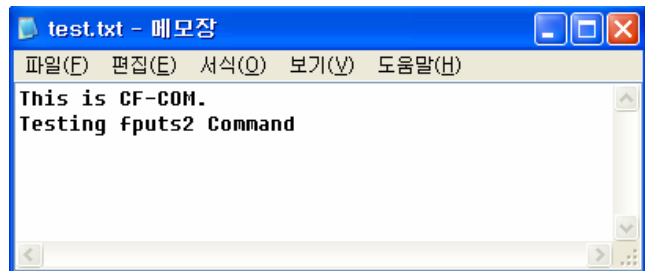 test.txt - 메모장
파일(F) 편집(E) 서식(O) 보기(V) 도움말(H)
This is CF-COM.
Testing fputs2 Command